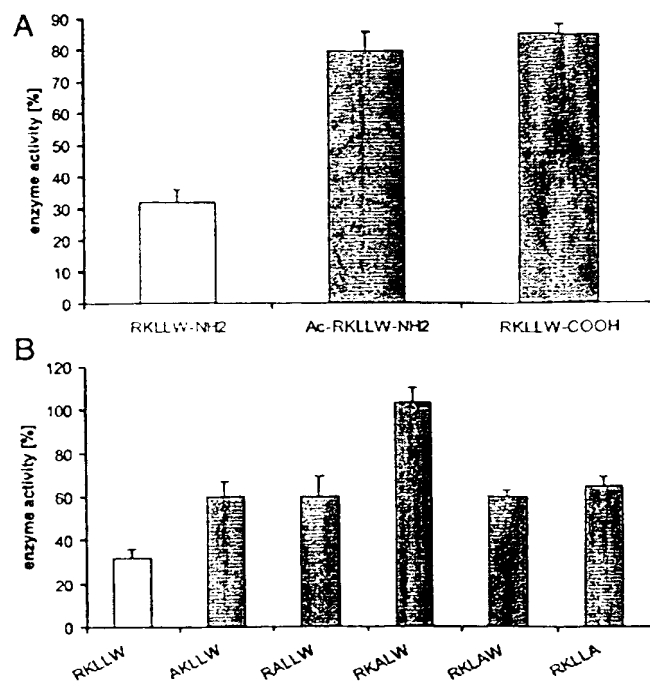 A
enzyme activity [%]
90
80
70
60
50
40
30
20
10
0
RKLLW-NH2 Ac-RKLLW-NH2 RKLLW-COOH
B
enzyme activity [%]
120
100
80
60
40
20
0
RKLLW AKLLW RALLW RKALW RKLAW RKLLA